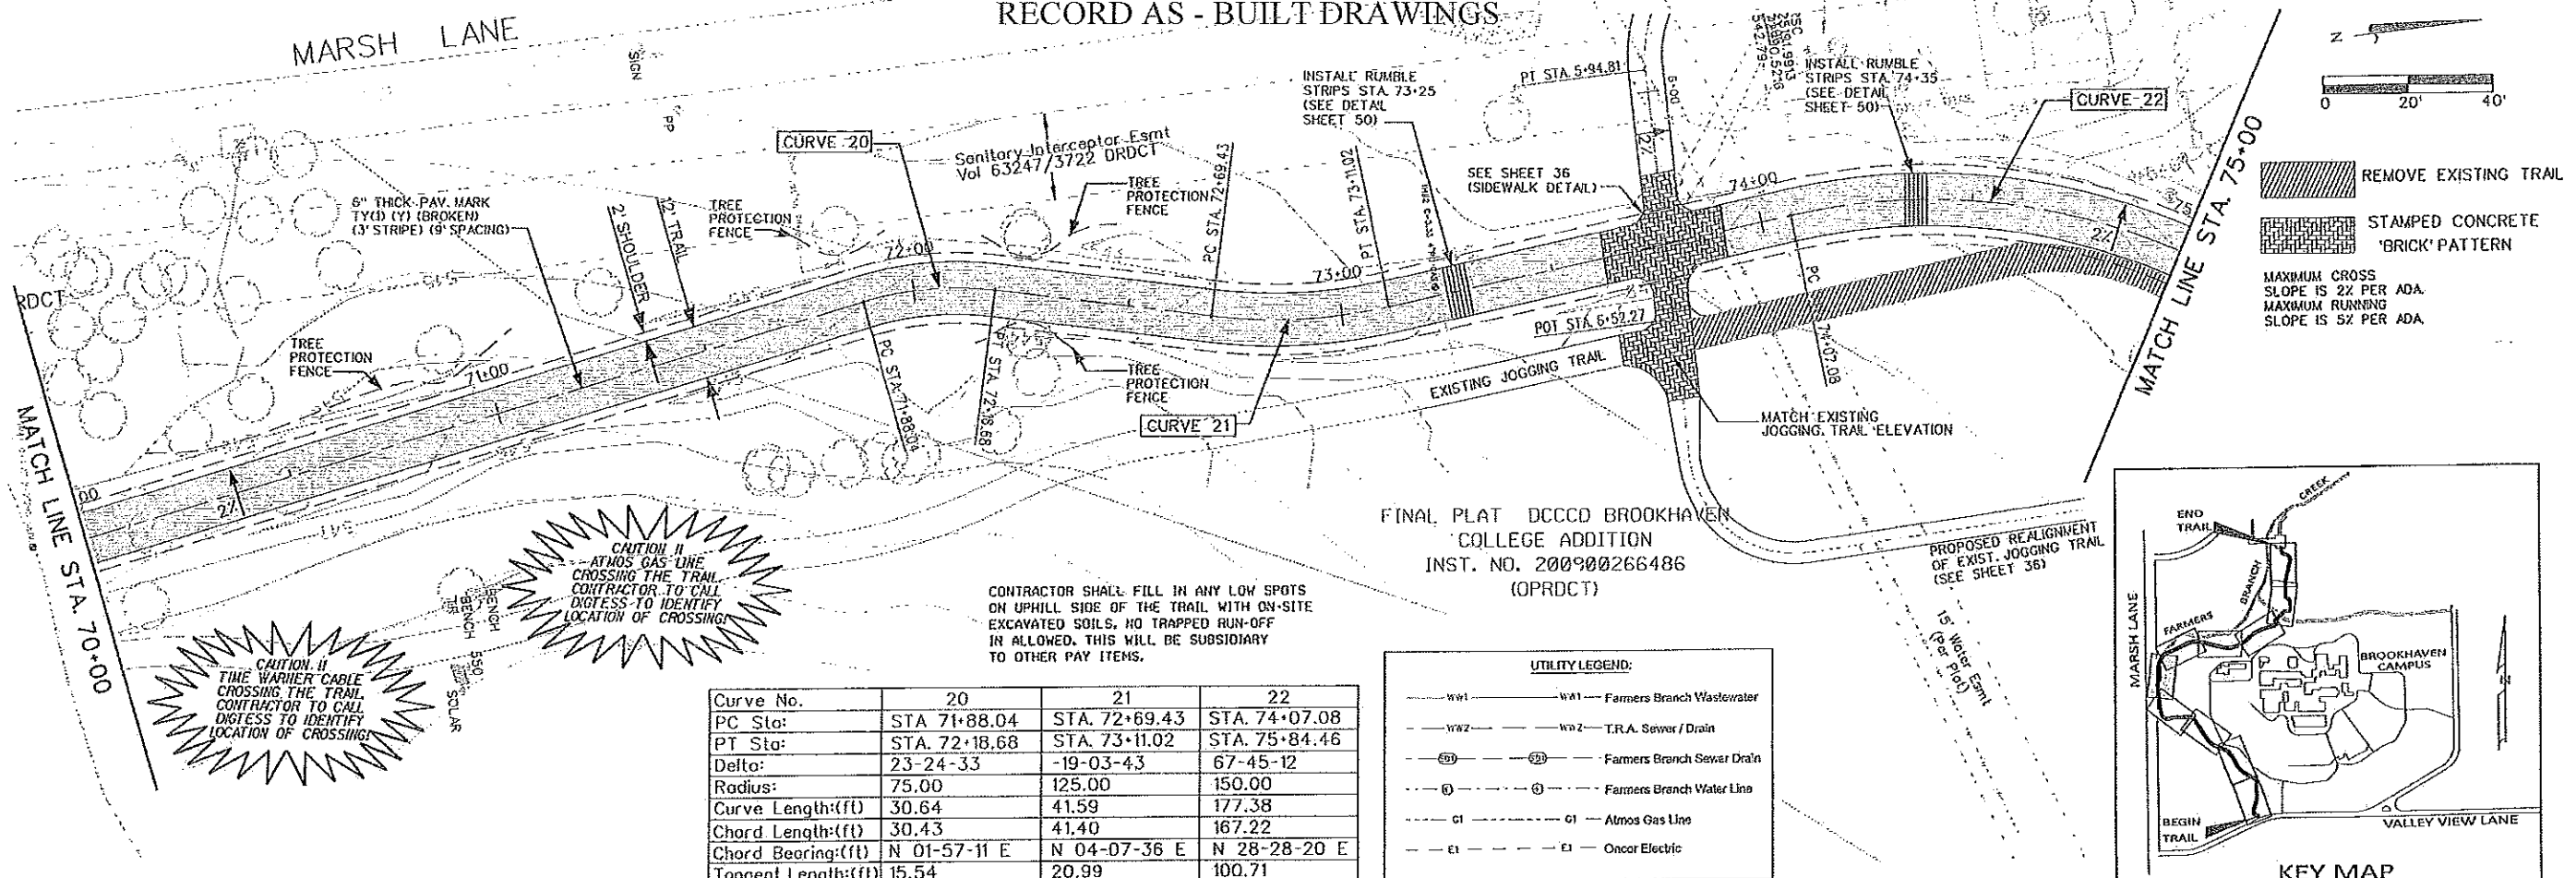 RECORD AS - BUILT DRAWINGS
MARSH LANE
SIGN
PP
N
0 20' 40'
REMOVE EXISTING TRAIL
STAMPED CONCRETE
'BRICK' PATTERN
MAXIMUM CROSS
SLOPE IS 2% PER ADA.
MAXIMUM RUNNING
SLOPE IS 5% PER ADA.
INSTALL RUMBLE
STRIPS STA. 73+25
(SEE DETAIL
SHEET 50)
PT STA. 5+94.81
INSTALL RUMBLE
STRIPS STA. 74+35
(SEE DETAIL
SHEET 50)
CURVE 22
CURVE 20
Sanitary Interceptor Esmt
Vol 63247/3722 DRDCT
SEE SHEET 36
(SIDEWALK DETAIL)
6" THICK PAV. MARK
TY(I) (Y) (BROKEN)
(3' STRIPE) (9' SPACING)
2' SHOULDER
12' TRAIL
TREE
PROTECTION
FENCE
TREE
PROTECTION
FENCE
TREE
PROTECTION
FENCE
TREE
PROTECTION
FENCE
RDCT
71+00
72+00
73+00
74+00
75
2%
2%
2%
PC STA. 71+88.04
PT STA. 72+18.68
PC STA. 72+69.43
PT STA. 73+11.02
74+07.08
POT STA. 6+52.27
EXISTING JOGGING TRAIL
CURVE 21
MATCH EXISTING
JOGGING TRAIL ELEVATION
MATCH LINE STA. 70+00
MATCH LINE STA. 75+00
541
BENCH
BENCH
550
SOLAR
CAUTION !!
ATMOS GAS LINE
CROSSING THE TRAIL
CONTRACTOR TO CALL
DIGTESS TO IDENTIFY
LOCATION OF CROSSING!
CAUTION !!
TIME WARNER CABLE
CROSSING THE TRAIL
CONTRACTOR TO CALL
DIGTESS TO IDENTIFY
LOCATION OF CROSSING!
CONTRACTOR SHALL FILL IN ANY LOW SPOTS
ON UPHILL SIDE OF THE TRAIL WITH ON-SITE
EXCAVATED SOILS. NO TRAPPED RUN-OFF
IN ALLOWED. THIS WILL BE SUBSIDIARY
TO OTHER PAY ITEMS.
FINAL PLAT DCCCD BROOKHAVEN
COLLEGE ADDITION
INST. NO. 200900266486
(OPRDCT)
PROPOSED REALIGNMENT
OF EXIST. JOGGING TRAIL
(SEE SHEET 36)
15' Water Esmt
(Per Plat)
Curve No. 20 21 22
PC Sta: STA 71+88.04 STA. 72+69.43 STA. 74+07.08
PT Sta: STA. 72+18.68 STA. 73+11.02 STA. 75+84.46
Delta: 23-24-33 -19-03-43 67-45-12
Radius: 75.00 125.00 150.00
Curve Length:(ft) 30.64 41.59 177.38
Chord Length:(ft) 30.43 41.40 167.22
Chord Bearing:(ft) N 01-57-11 E N 04-07-36 E N 28-28-20 E
Tangent Length:(ft) 15.54 20.99 100.71
UTILITY LEGEND:
WW1 WW1 Farmers Branch Wastewater
WW2 WW2 T.R.A. Sewer / Drain
Farmers Branch Sewer Drain
Farmers Branch Water Line
G1 G1 Atmos Gas Line
E1 E1 Oncor Electric
END
TRAIL
CREEK
BRANCH
FARMERS
MARSH LANE
BROOKHAVEN
CAMPUS
BEGIN
TRAIL
VALLEY VIEW LANE
KEY MAP